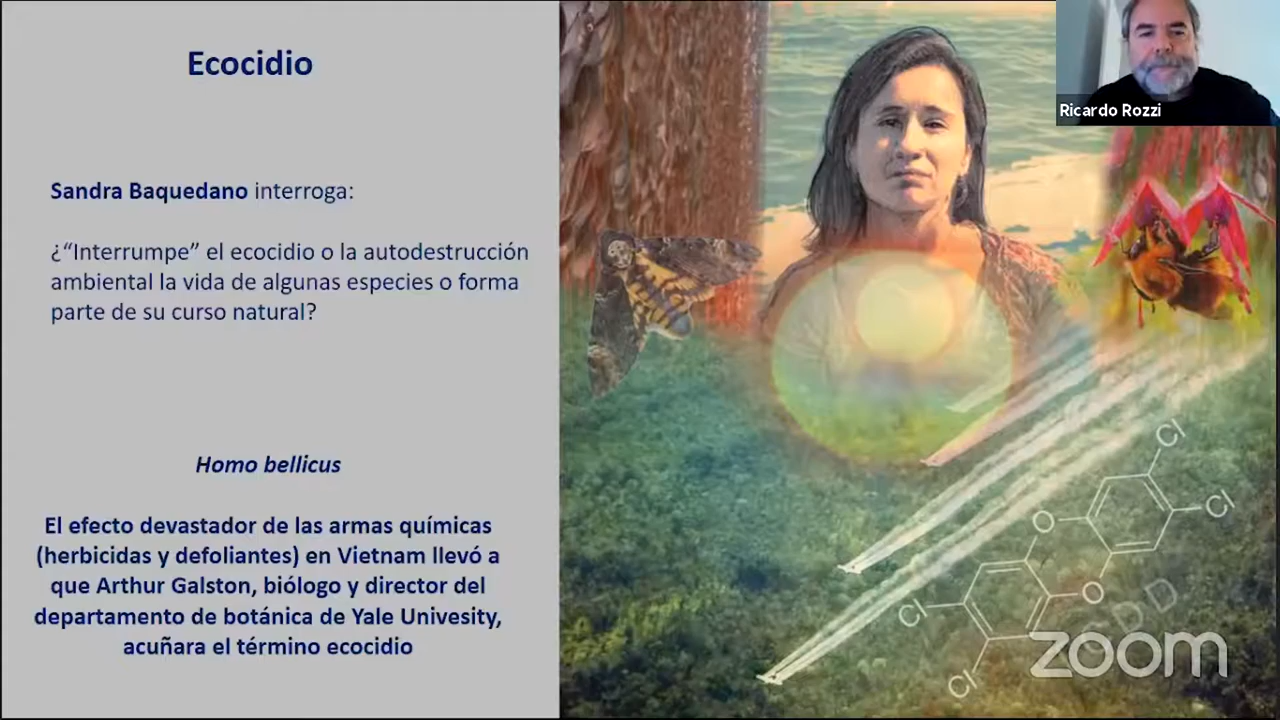 Ecocidio
Sandra Baquedano interroga:
¿“Interrumpe” el ecocidio o la autodestrucción
ambiental la vida de algunas especies o forma
parte de su curso natural?
Homo bellicus
El efecto devastador de las armas químicas
(herbicidas y defoliantes) en Vietnam llevó a
que Arthur Galston, biólogo y director del
departamento de botánica de Yale Univesity,
acuñara el término ecocidio
Ricardo Rozzi
Cl
Cl
O
O
Cl
Cl
zoom